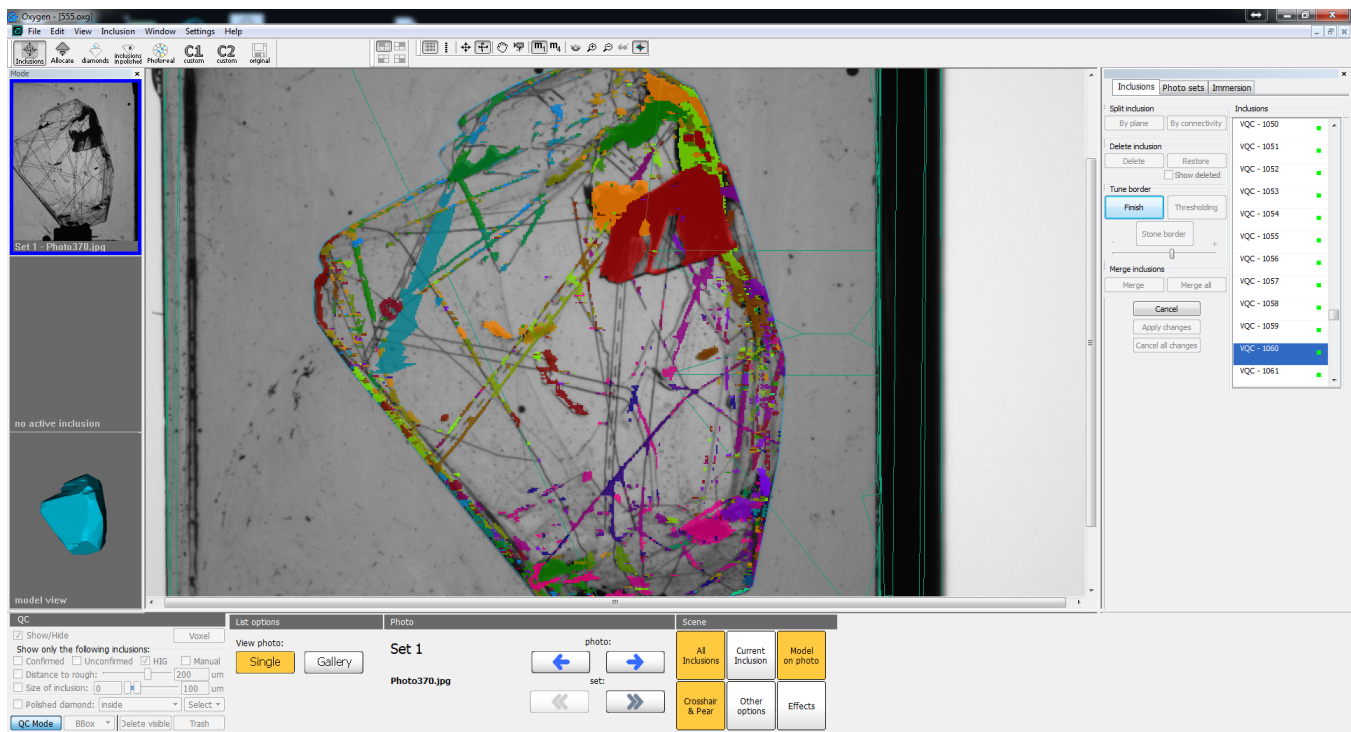 Oxygen - [555.oxg]
File Edit View Inclusion Window Settings Help
Inclusions Allocate diamonds inclusions inpolished Photoreal C1 custom C2 custom original
m1 m4
Mode
Set 1 - Photo370.jpg
no active inclusion
model view
Inclusions Photo sets Immersion
Split inclusion
By plane By connectivity
Delete inclusion
Delete Restore
Show deleted
Tune border
Finish Thresholding
Stone border
- +
Merge inclusions
Merge Merge all
Cancel
Apply changes
Cancel all changes
Inclusions
VQC - 1050
VQC - 1051
VQC - 1052
VQC - 1053
VQC - 1054
VQC - 1055
VQC - 1056
VQC - 1057
VQC - 1058
VQC - 1059
VQC - 1060
VQC - 1061
QC
Show/Hide Voxel
Show only the following inclusions:
Confirmed Unconfirmed HIG Manual
Distance to rough: 200 um
Size of inclusion: 0 100 um
Polished diamond: inside Select
QC Mode BBox Delete visible Trash
List options
View photo:
Single Gallery
Photo
Set 1
Photo370.jpg
photo:
set:
Scene
All Inclusions
Current Inclusion
Model on photo
Crosshair & Pear
Other options
Effects